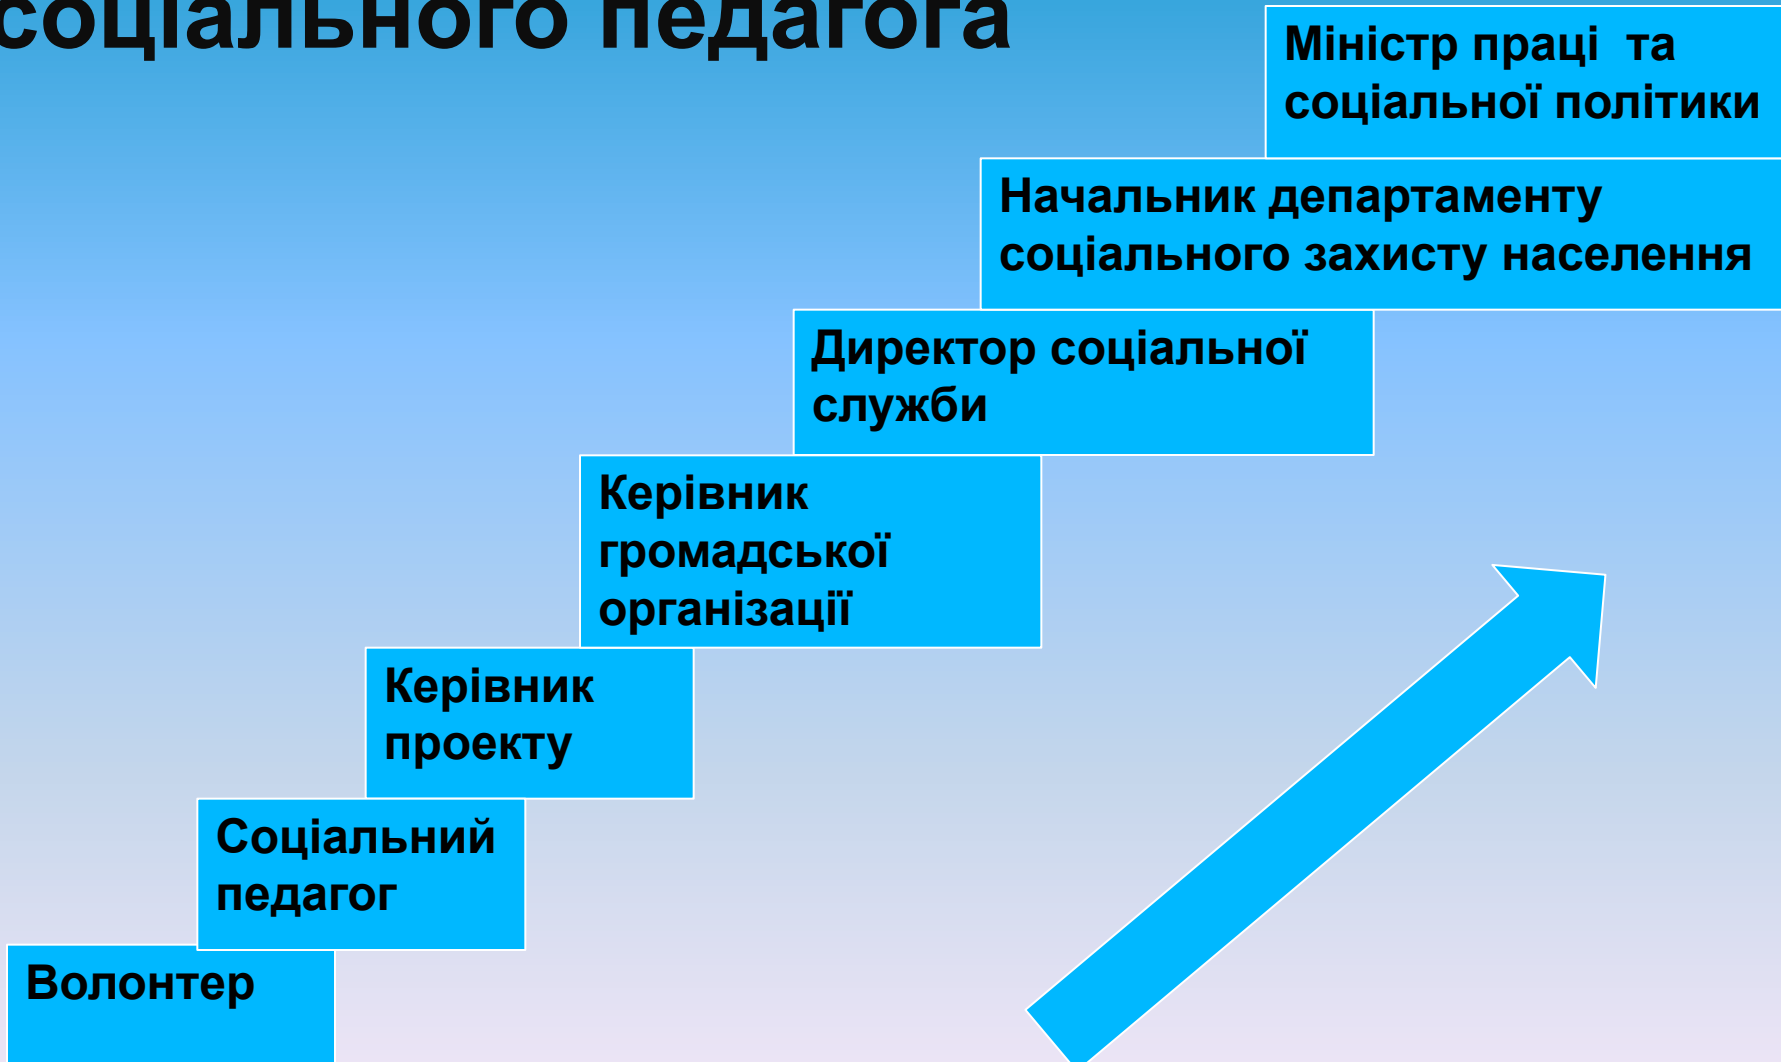 соціального педагога
Міністр праці та
соціальної політики
Начальник департаменту
соціального захисту населення
Директор соціальної
служби
Керівник
громадської
організації
Керівник
проекту
Соціальний
педагог
Волонтер